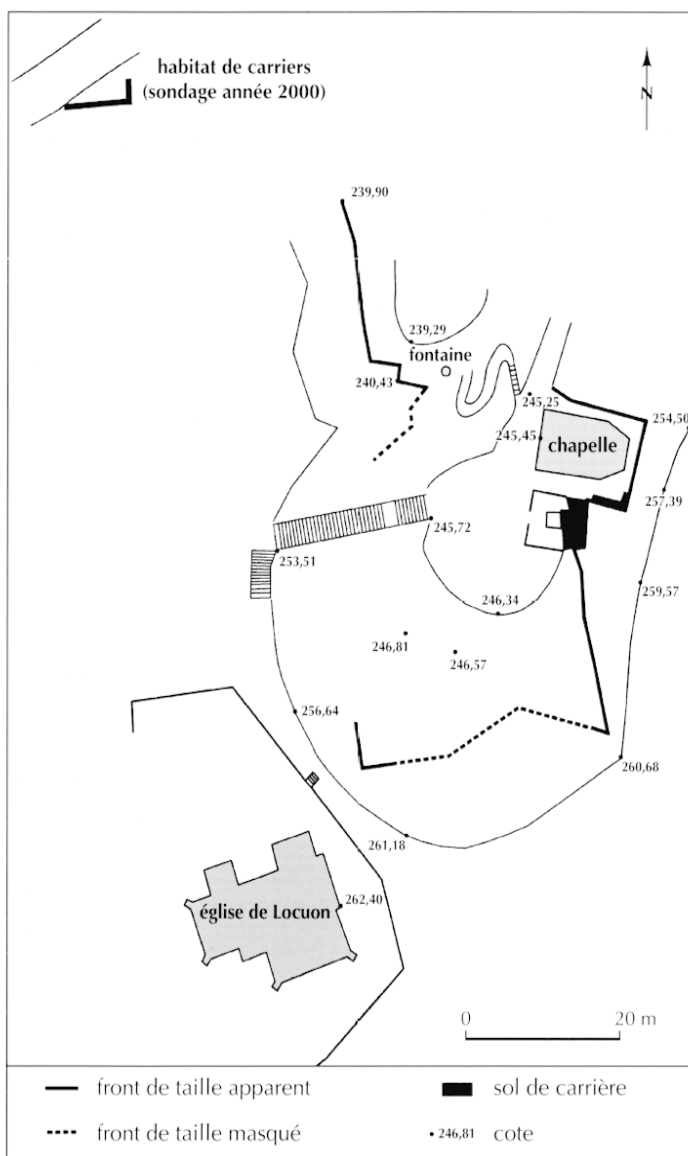 habitat de carriers
(sondage année 2000)
N
239,90
239,29
fontaine
240,43
245,25
245,45
chapelle
254,50
257,39
245,72
253,51
246,34
259,57
246,81
246,57
256,64
260,68
261,18
262,40
église de Locuon
0 20 m
front de taille apparent
sol de carrière
front de taille masqué
246,81 cote